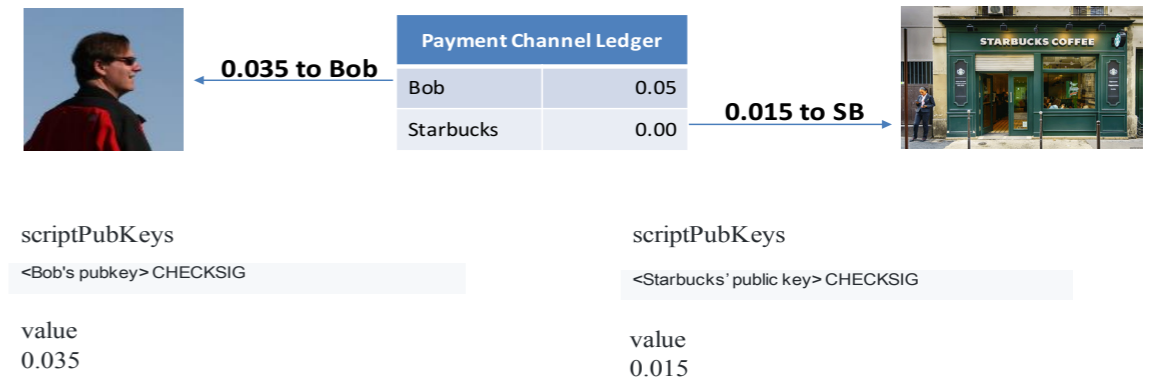 Payment Channel Ledger
0.035 to Bob
Bob 0.05
Starbucks 0.00
0.015 to SB
STARBUCKS COFFEE
scriptPubKeys
<Bob's pubkey> CHECKSIG
value
0.035
scriptPubKeys
<Starbucks’ public key> CHECKSIG
value
0.015